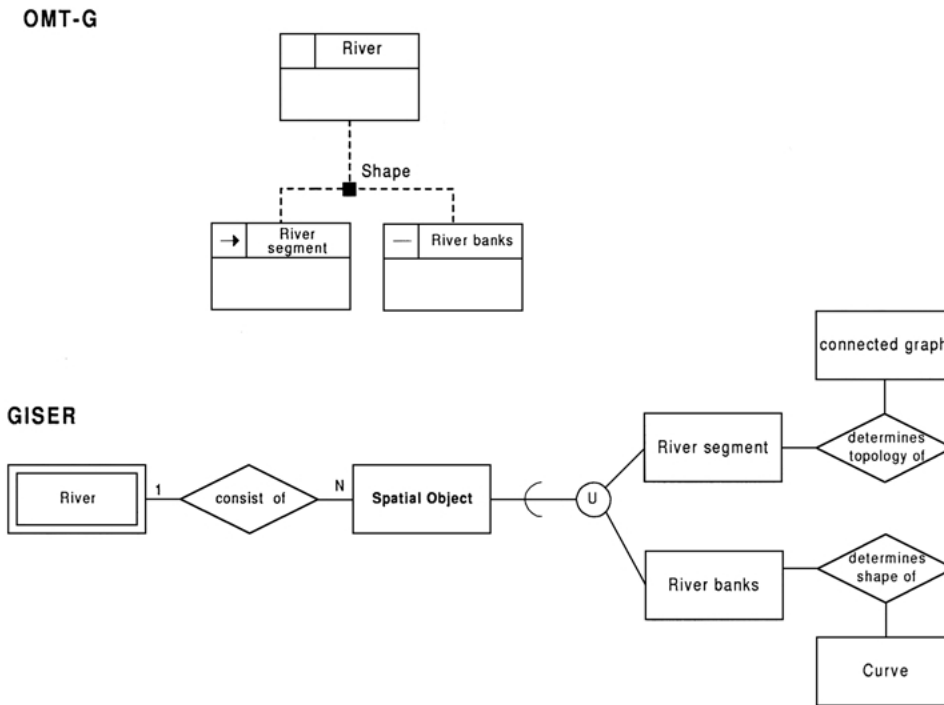 OMT-G
River
Shape
River
segment
River banks
connected graph
GISER
River segment
determines
topology of
River
1
consist of
N
Spatial Object
U
determines
shape of
River banks
Curve